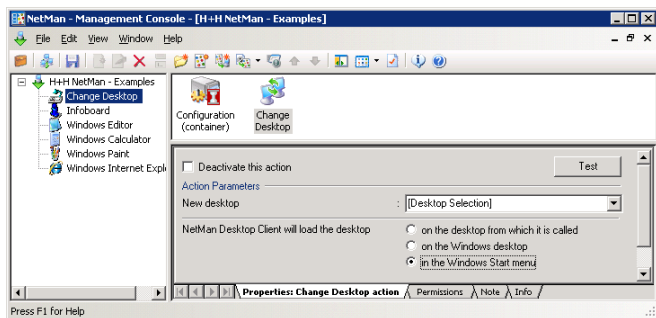 NetMan - Management Console - [H+H NetMan - Examples]
File Edit View Window Help
H+H NetMan - Examples
Change Desktop
Infoboard
Windows Editor
Windows Calculator
Windows Paint
Windows Internet Expl
Configuration
(container)
Change
Desktop
Deactivate this action
Test
Action Parameters
New desktop : [Desktop Selection]
NetMan Desktop Client will load the desktop
on the desktop from which it is called
on the Windows desktop
in the Windows Start menu
Properties: Change Desktop action Permissions Note Info
Press F1 for Help